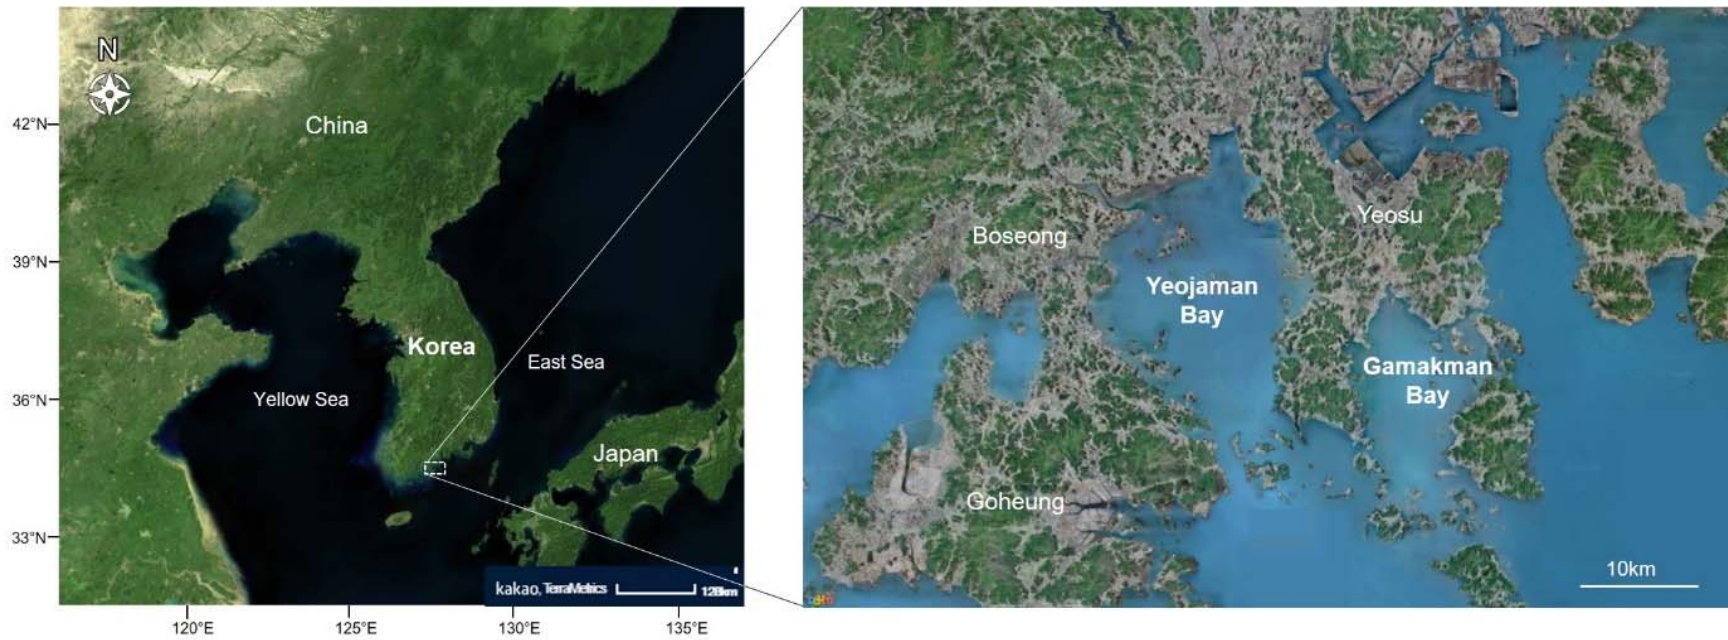 N
42°N
39°N
36°N
33°N
China
Korea
East Sea
Yellow Sea
Japan
kakao, TerraMetrics
120°E
125°E
130°E
135°E
Boseong
Yeosu
Yeojaman
Bay
Gamakman
Bay
Goheung
10km